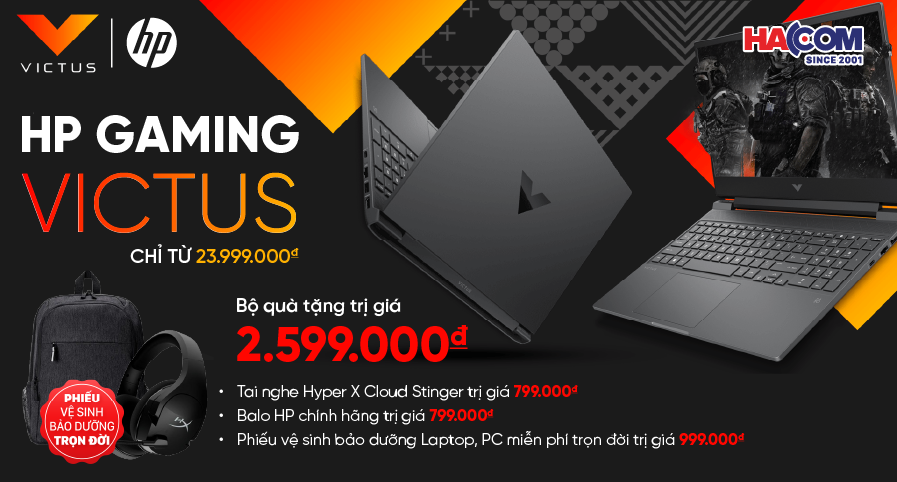 VICTUS
hp
HACOM
SINCE 2001
HP GAMING
VICTUS
CHỈ TỪ 23.999.000đ
Bộ quà tặng trị giá
2.599.000đ
• Tai nghe Hyper X Cloud Stinger trị giá 799.000đ
• Balo HP chính hãng trị giá 799.000đ
• Phiếu vệ sinh bảo dưỡng Laptop, PC miễn phí trọn đời trị giá 999.000đ
PHIẾU
VỆ SINH
BẢO DƯỠNG
TRỌN ĐỜI